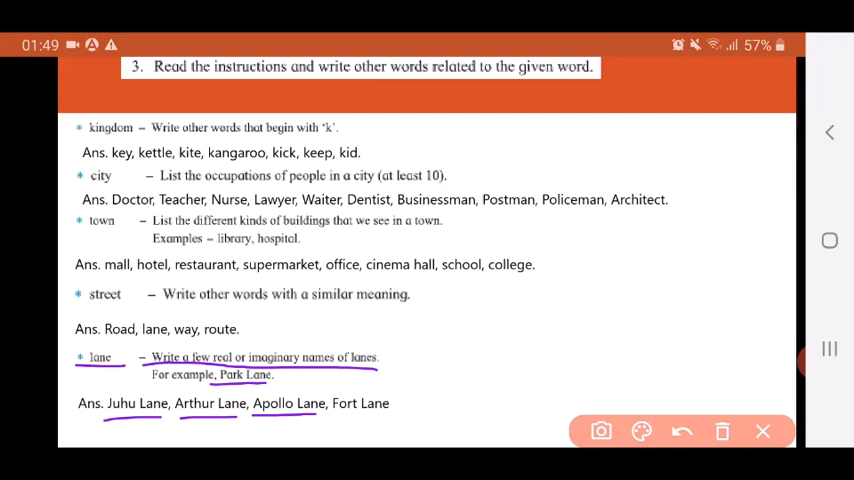 01:49
57%
3. Read the instructions and write other words related to the given word.
* kingdom – Write other words that begin with 'k'.
Ans. key, kettle, kite, kangaroo, kick, keep, kid.
* city – List the occupations of people in a city (at least 10).
Ans. Doctor, Teacher, Nurse, Lawyer, Waiter, Dentist, Businessman, Postman, Policeman, Architect.
* town – List the different kinds of buildings that we see in a town.
Examples – library, hospital.
Ans. mall, hotel, restaurant, supermarket, office, cinema hall, school, college.
* street – Write other words with a similar meaning.
Ans. Road, lane, way, route.
* lane – Write a few real or imaginary names of lanes.
For example, Park Lane.
Ans. Juhu Lane, Arthur Lane, Apollo Lane, Fort Lane